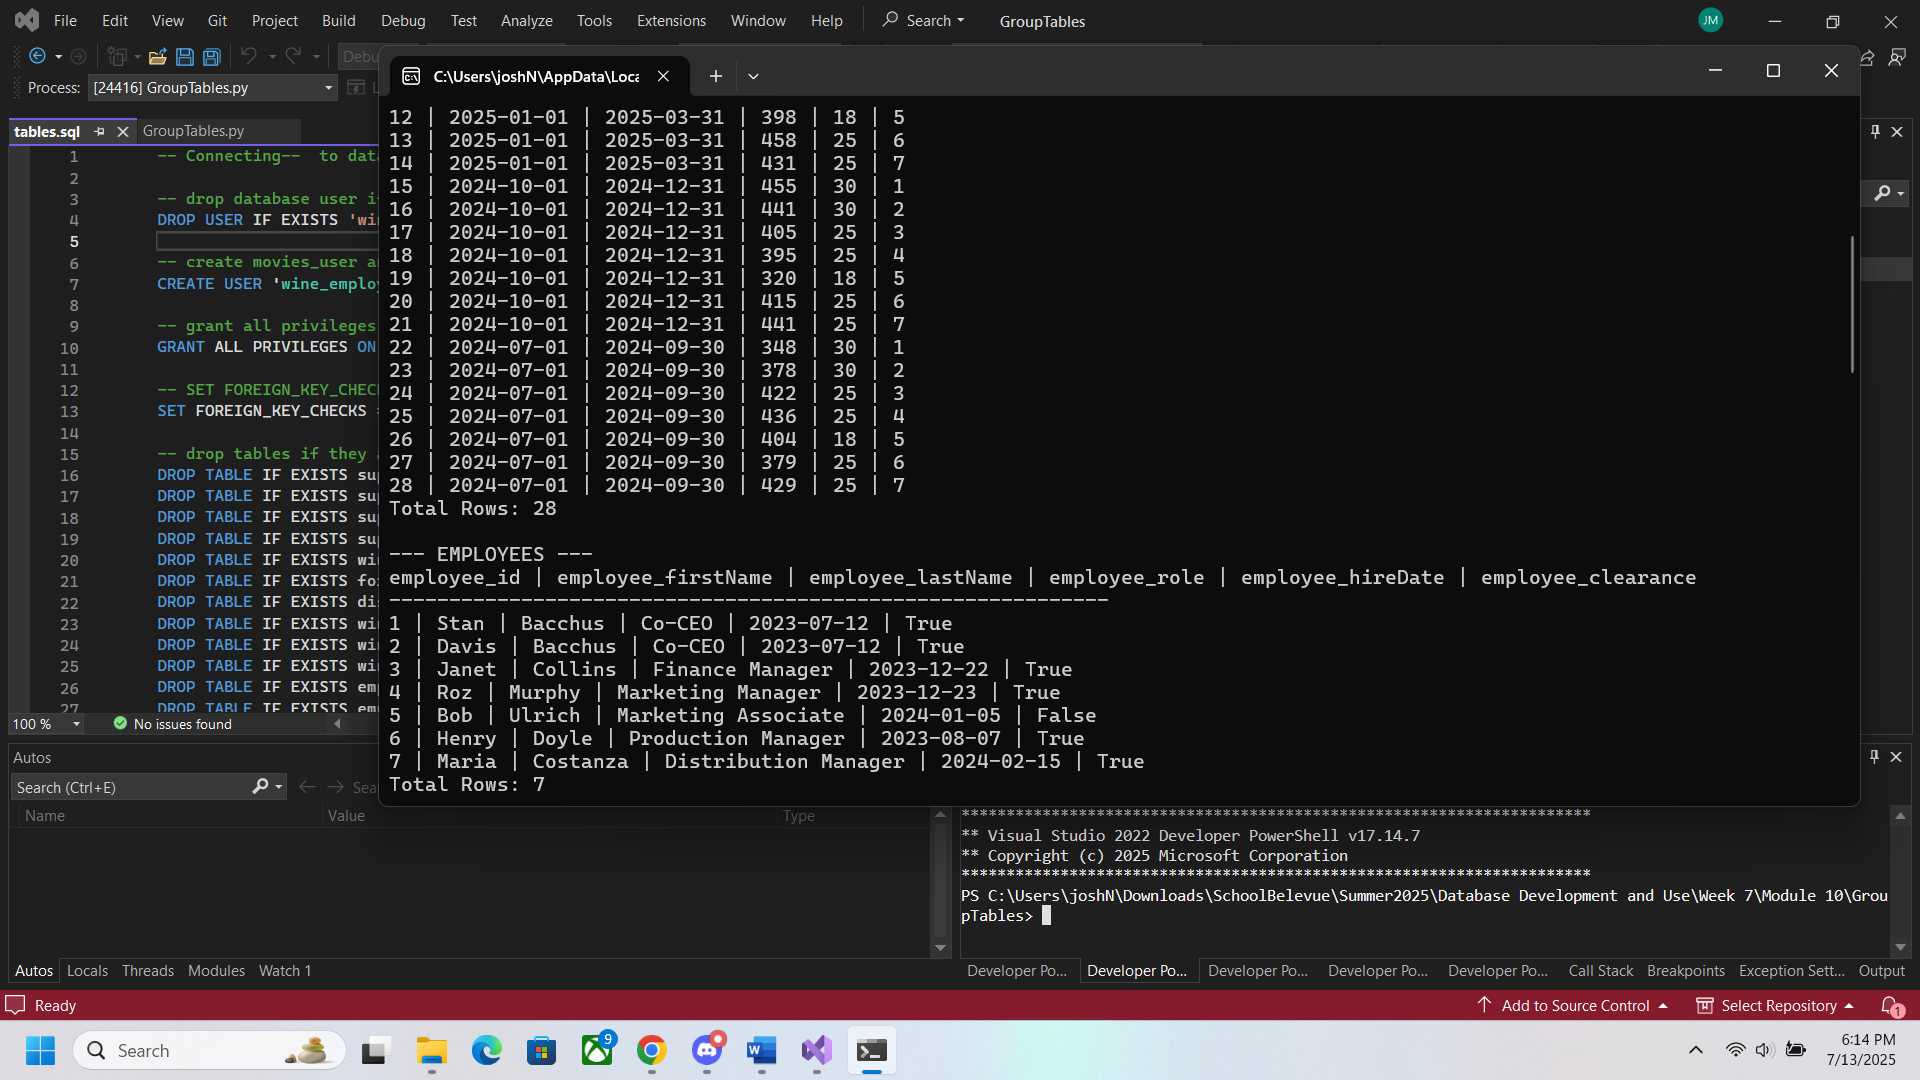 File Edit View Git Project Build Debug Test Analyze Tools Extensions Window Help Search GroupTables JM
Process: [24416] GroupTables.py
C:\Users\joshN\AppData\Loca
tables.sql GroupTables.py
1 -- Connecting-- to data
2
3 -- drop database user i
4 DROP USER IF EXISTS 'win
5
6 -- create movies_user an
7 CREATE USER 'wine_employ
8
9 -- grant all privileges
10 GRANT ALL PRIVILEGES ON
11
12 -- SET FOREIGN_KEY_CHECK
13 SET FOREIGN_KEY_CHECKS
14
15 -- drop tables if they
16 DROP TABLE IF EXISTS sup
17 DROP TABLE IF EXISTS sup
18 DROP TABLE IF EXISTS sup
19 DROP TABLE IF EXISTS sup
20 DROP TABLE IF EXISTS win
21 DROP TABLE IF EXISTS fo
22 DROP TABLE IF EXISTS di
23 DROP TABLE IF EXISTS win
24 DROP TABLE IF EXISTS win
25 DROP TABLE IF EXISTS win
26 DROP TABLE IF EXISTS emp
27 DROP TABLE IF EXISTS emp
100 % No issues found
12 | 2025-01-01 | 2025-03-31 | 398 | 18 | 5
13 | 2025-01-01 | 2025-03-31 | 458 | 25 | 6
14 | 2025-01-01 | 2025-03-31 | 431 | 25 | 7
15 | 2024-10-01 | 2024-12-31 | 455 | 30 | 1
16 | 2024-10-01 | 2024-12-31 | 441 | 30 | 2
17 | 2024-10-01 | 2024-12-31 | 405 | 25 | 3
18 | 2024-10-01 | 2024-12-31 | 395 | 25 | 4
19 | 2024-10-01 | 2024-12-31 | 320 | 18 | 5
20 | 2024-10-01 | 2024-12-31 | 415 | 25 | 6
21 | 2024-10-01 | 2024-12-31 | 441 | 25 | 7
22 | 2024-07-01 | 2024-09-30 | 348 | 30 | 1
23 | 2024-07-01 | 2024-09-30 | 378 | 30 | 2
24 | 2024-07-01 | 2024-09-30 | 422 | 25 | 3
25 | 2024-07-01 | 2024-09-30 | 436 | 25 | 4
26 | 2024-07-01 | 2024-09-30 | 404 | 18 | 5
27 | 2024-07-01 | 2024-09-30 | 379 | 25 | 6
28 | 2024-07-01 | 2024-09-30 | 429 | 25 | 7
Total Rows: 28
--- EMPLOYEES ---
employee_id | employee_firstName | employee_lastName | employee_role | employee_hireDate | employee_clearance
------------------------------------------------------------
1 | Stan | Bacchus | Co-CEO | 2023-07-12 | True
2 | Davis | Bacchus | Co-CEO | 2023-07-12 | True
3 | Janet | Collins | Finance Manager | 2023-12-22 | True
4 | Roz | Murphy | Marketing Manager | 2023-12-23 | True
5 | Bob | Ulrich | Marketing Associate | 2024-01-05 | False
6 | Henry | Doyle | Production Manager | 2023-08-07 | True
7 | Maria | Costanza | Distribution Manager | 2024-02-15 | True
Total Rows: 7
Autos
Search (Ctrl+E)
Name Value Type
Autos Locals Threads Modules Watch 1
**********************************************************************
** Visual Studio 2022 Developer PowerShell v17.14.7
** Copyright (c) 2025 Microsoft Corporation
**********************************************************************
PS C:\Users\joshN\Downloads\SchoolBelevue\Summer2025\Database Development and Use\Week 7\Module 10\Grou
pTables>
Developer Po... Developer Po... Developer Po... Developer Po... Developer Po... Call Stack Breakpoints Exception Sett... Output
Ready Add to Source Control Select Repository 1
Search 9 6:14 PM
7/13/2025